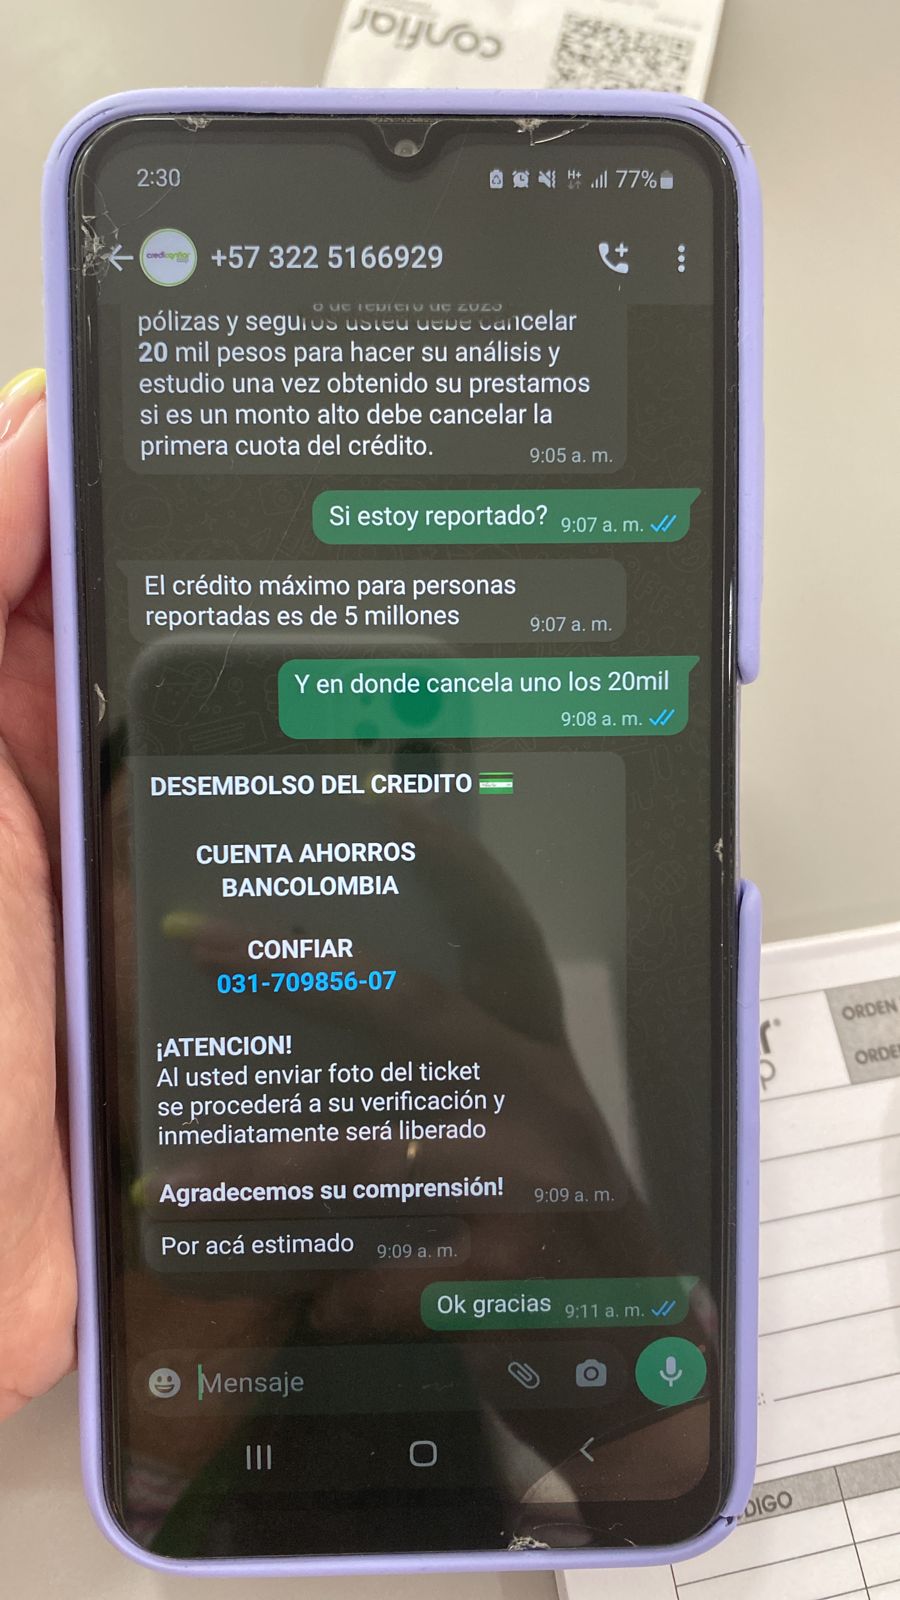 confiar
2:30
H+
77%
crediconfiar
+57 322 5166929
6 de febrero de 2023
pólizas y seguros usted debe cancelar
20 mil pesos para hacer su análisis y
estudio una vez obtenido su prestamos
si es un monto alto debe cancelar la
primera cuota del crédito.
9:05 a. m.
Si estoy reportado?
9:07 a. m.
El crédito máximo para personas
reportadas es de 5 millones
9:07 a. m.
Y en donde cancela uno los 20mil
9:08 a. m.
DESEMBOLSO DEL CREDITO
CUENTA AHORROS
BANCOLOMBIA
CONFIAR
031-709856-07
¡ATENCION!
Al usted enviar foto del ticket
se procederá a su verificación y
inmediatamente será liberado
Agradecemos su comprensión!
9:09 a. m.
Por acá estimado
9:09 a. m.
Ok gracias
9:11 a. m.
Mensaje
ORDEN